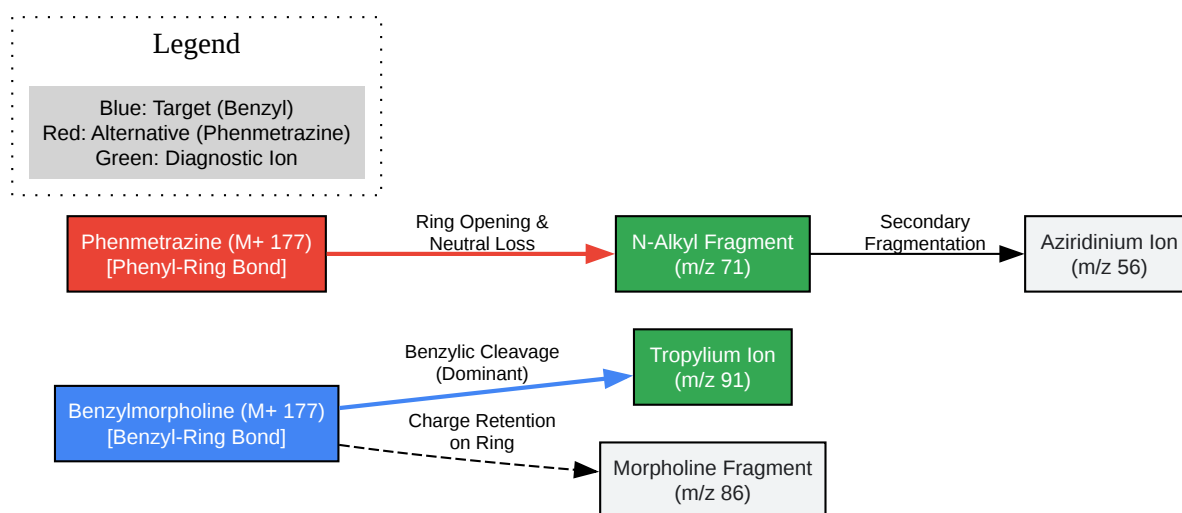 Legend
Blue: Target (Benzyl)
Red: Alternative (Phenmetrazine)
Green: Diagnostic Ion
Phenmetrazine (M+ 177)
[Phenyl-Ring Bond]
Ring Opening &
Neutral Loss
N-Alkyl Fragment
(m/z 71)
Secondary
Fragmentation
Aziridinium Ion
(m/z 56)
Benzylmorpholine (M+ 177)
[Benzyl-Ring Bond]
Benzylic Cleavage
(Dominant)
Tropylium Ion
(m/z 91)
Charge Retention
on Ring
Morpholine Fragment
(m/z 86)